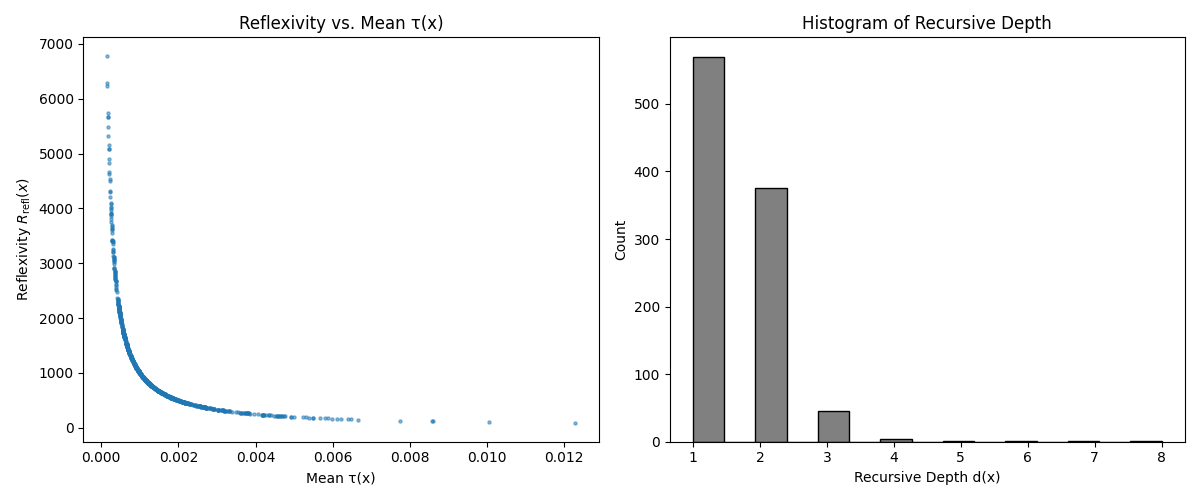 Reflexivity vs. Mean τ(x)
Reflexivity R_refl(x)
7000
6000
5000
4000
3000
2000
1000
0
0.000 0.002 0.004 0.006 0.008 0.010 0.012
Mean τ(x)
Histogram of Recursive Depth
Count
500
400
300
200
100
0
1 2 3 4 5 6 7 8
Recursive Depth d(x)